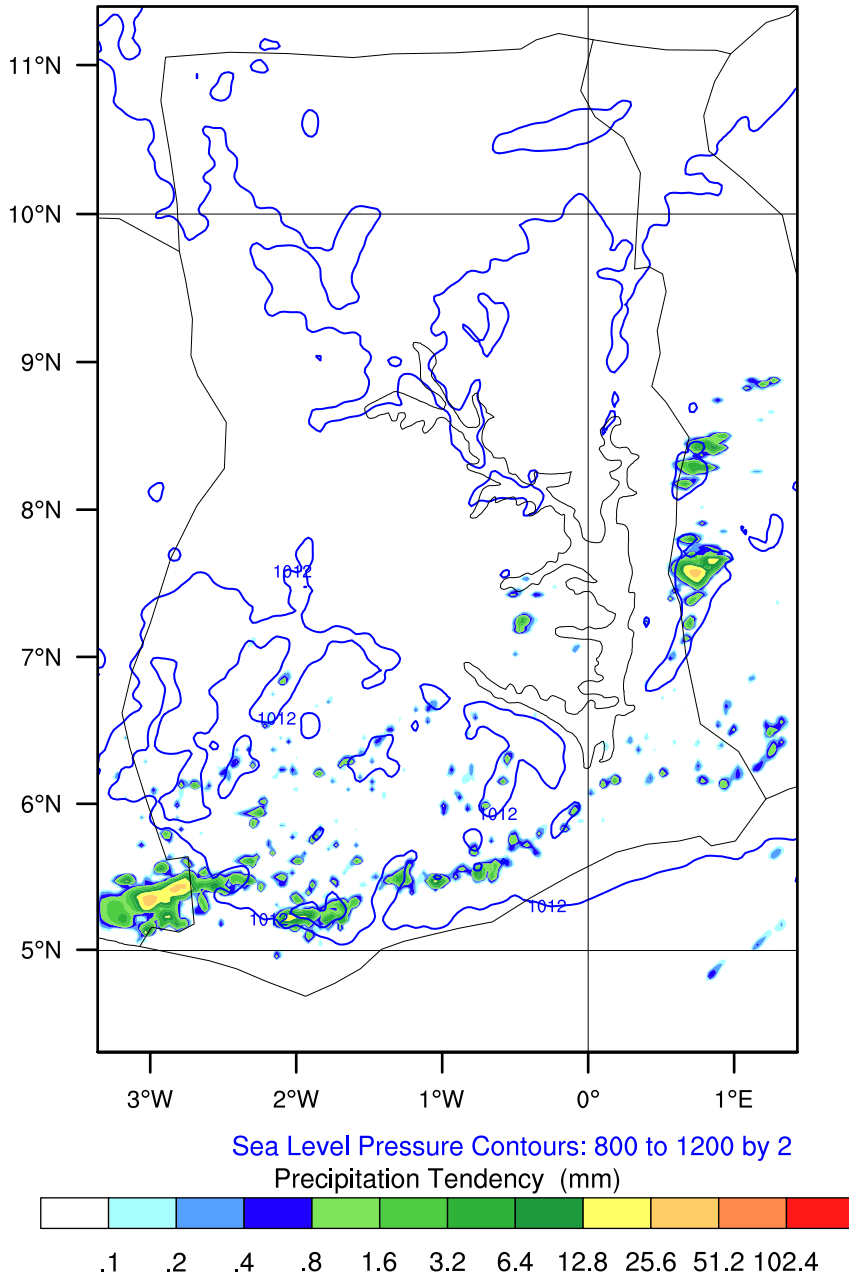 11°N
10°N
9°N
8°N
1012
7°N
1012
6°N
1012
1012
1012
5°N
3°W 2°W 1°W 0° 1°E
Sea Level Pressure Contours: 800 to 1200 by 2
Precipitation Tendency (mm)
.1 .2 .4 .8 1.6 3.2 6.4 12.8 25.6 51.2 102.4